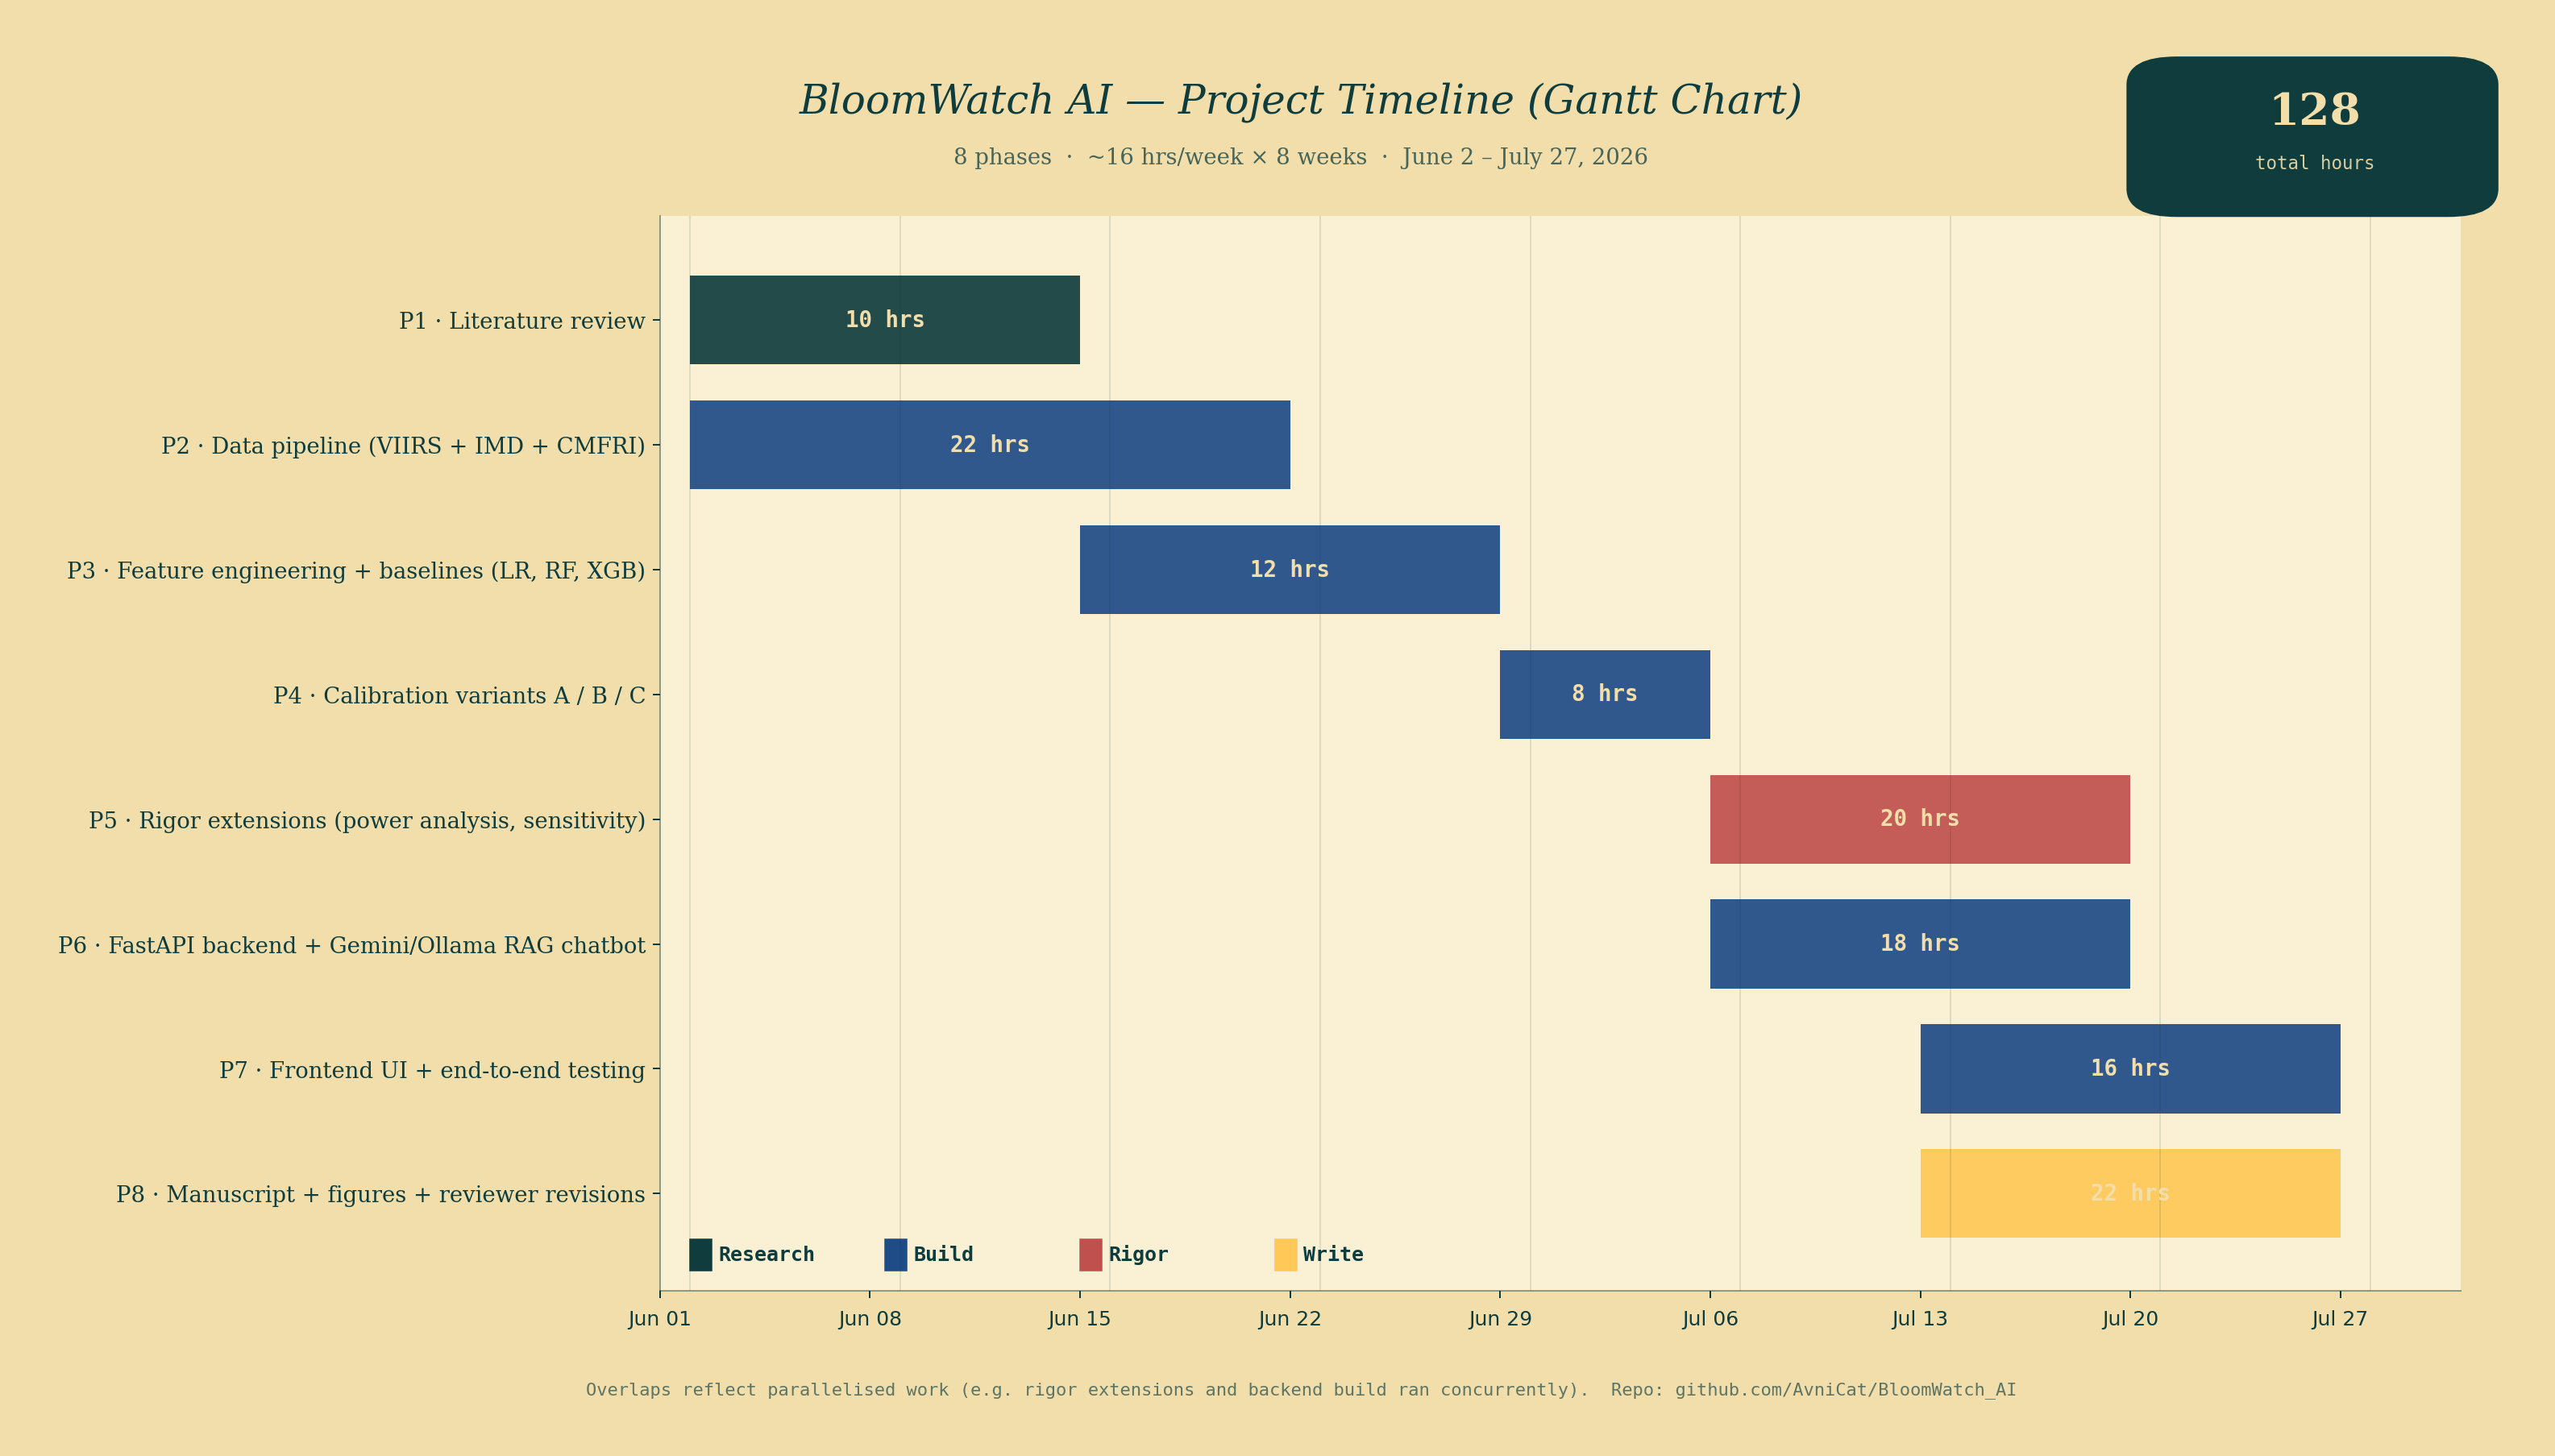 BloomWatch AI — Project Timeline (Gantt Chart)
8 phases · ~16 hrs/week × 8 weeks · June 2 – July 27, 2026
128
total hours
P1 · Literature review
10 hrs
P2 · Data pipeline (VIIRS + IMD + CMFRI)
22 hrs
P3 · Feature engineering + baselines (LR, RF, XGB)
12 hrs
P4 · Calibration variants A / B / C
8 hrs
P5 · Rigor extensions (power analysis, sensitivity)
20 hrs
P6 · FastAPI backend + Gemini/Ollama RAG chatbot
18 hrs
P7 · Frontend UI + end-to-end testing
16 hrs
P8 · Manuscript + figures + reviewer revisions
22 hrs
Research Build Rigor Write
Jun 01 Jun 08 Jun 15 Jun 22 Jun 29 Jul 06 Jul 13 Jul 20 Jul 27
Overlaps reflect parallelised work (e.g. rigor extensions and backend build ran concurrently). Repo: github.com/AvniCat/BloomWatch_AI